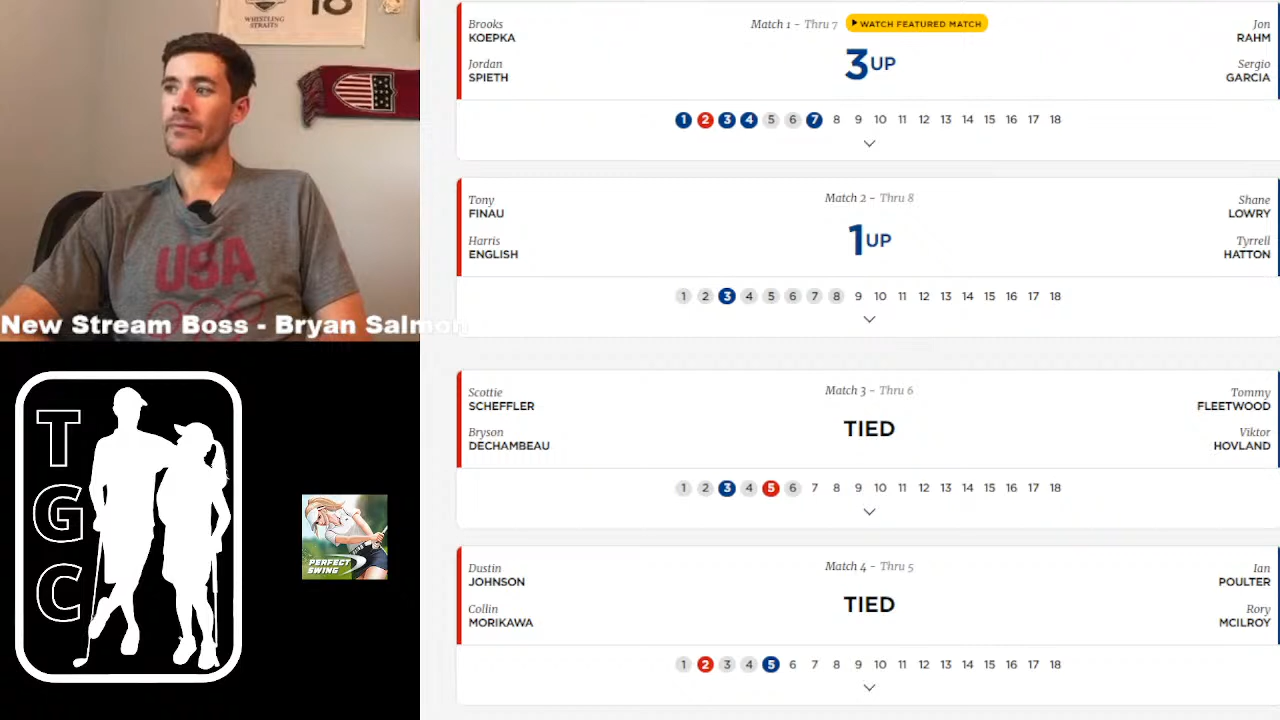 WHISTLING
STRAITS
18
USA
New Stream Boss - Bryan Salmon
T
G
C
PERFECT
SWING
Brooks
KOEPKA
Jordan
SPIETH
Match 1 - Thru 7
WATCH FEATURED MATCH
3 UP
Jon
RAHM
Sergio
GARCIA
1 2 3 4 5 6 7 8 9 10 11 12 13 14 15 16 17 18
Tony
FINAU
Harris
ENGLISH
Match 2 - Thru 8
1 UP
Shane
LOWRY
Tyrrell
HATTON
1 2 3 4 5 6 7 8 9 10 11 12 13 14 15 16 17 18
Scottie
SCHEFFLER
Bryson
DECHAMBEAU
Match 3 - Thru 6
TIED
Tommy
FLEETWOOD
Viktor
HOVLAND
1 2 3 4 5 6 7 8 9 10 11 12 13 14 15 16 17 18
Dustin
JOHNSON
Collin
MORIKAWA
Match 4 - Thru 5
TIED
Ian
POULTER
Rory
MCILROY
1 2 3 4 5 6 7 8 9 10 11 12 13 14 15 16 17 18